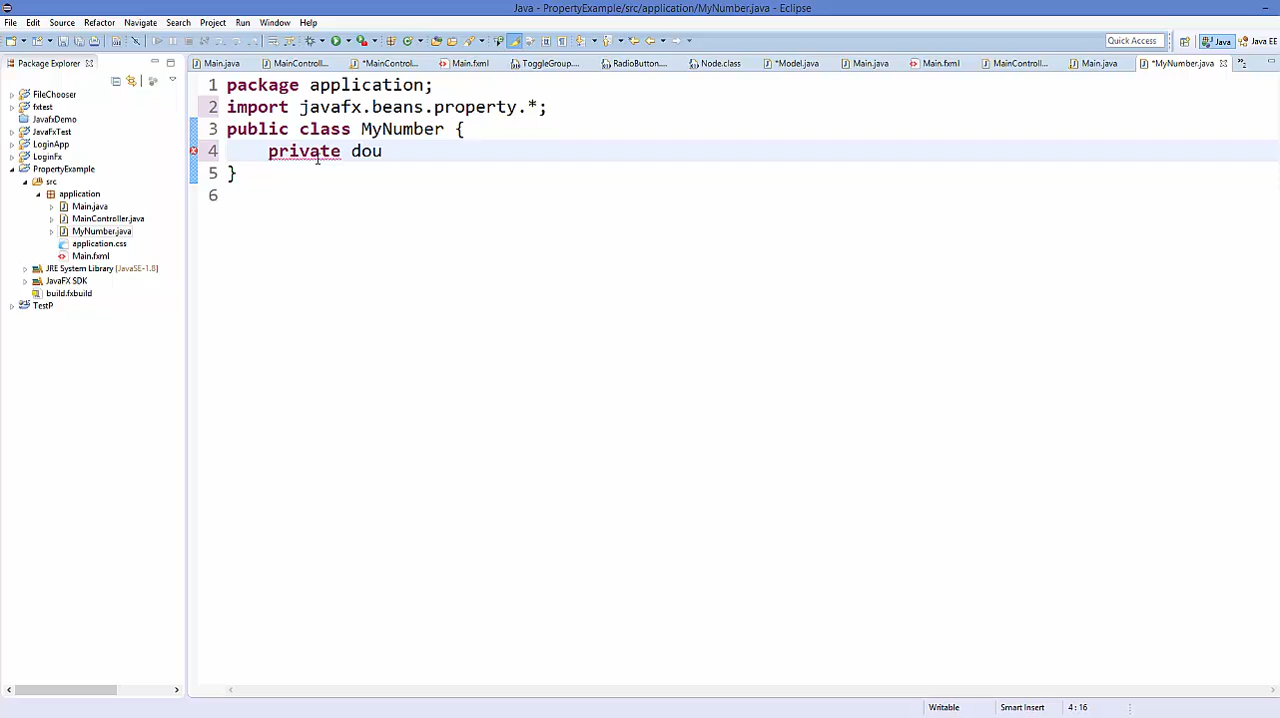 Java - PropertyExample/src/application/MyNumber.java - Eclipse
File Edit Source Refactor Navigate Search Project Run Window Help
Quick Access Java Java EE
Package Explorer Main.java MainControll... *MainControl... Main.fxml ToggleGroup.... RadioButton.... Node.class *Model.java Main.java Main.fxml MainControll... Main.java *MyNumber.java 2
FileChooser
fxtest
JavafxDemo
JavaFxTest
LoginApp
LoginFx
PropertyExample
src
application
Main.java
MainController.java
MyNumber.java
application.css
Main.fxml
JRE System Library [JavaSE-1.8]
JavaFX SDK
build.fxbuild
TestP
1 package application;
2 import javafx.beans.property.*;
3 public class MyNumber {
4 private dou
5 }
6
Writable Smart Insert 4 : 16